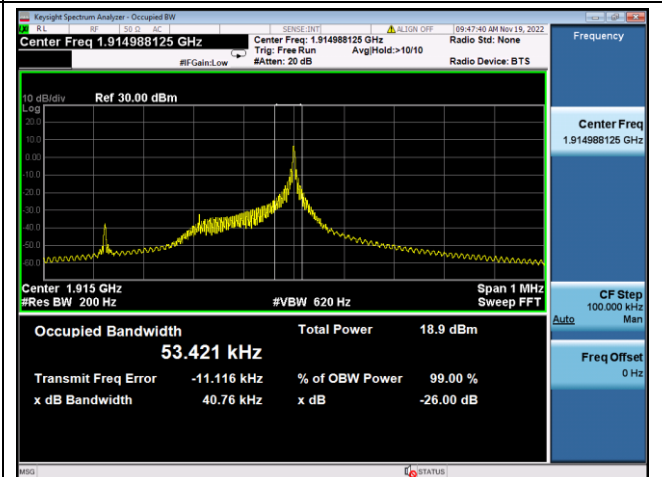 Keysight Spectrum Analyzer - Occupied BW
RL RF 50 Ω AC SENSE:INT ALIGN OFF 09:47:40 AM Nov 19, 2022
Center Freq 1.914988125 GHz Center Freq: 1.914988125 GHz Radio Std: None Frequency
Trig: Free Run Avg|Hold:>10/10
#IFGain:Low #Atten: 20 dB Radio Device: BTS
10 dB/div Ref 30.00 dBm
Log
20.0
10.0
0.00
-10.0
-20.0
-30.0
-40.0
-50.0
-60.0
Center 1.915 GHz Span 1 MHz
#Res BW 200 Hz #VBW 620 Hz Sweep FFT
Occupied Bandwidth Total Power 18.9 dBm
53.421 kHz
Transmit Freq Error -11.116 kHz % of OBW Power 99.00 %
x dB Bandwidth 40.76 kHz x dB -26.00 dB
Center Freq
1.914988125 GHz
CF Step
100.000 kHz
Auto Man
Freq Offset
0 Hz
MSG STATUS